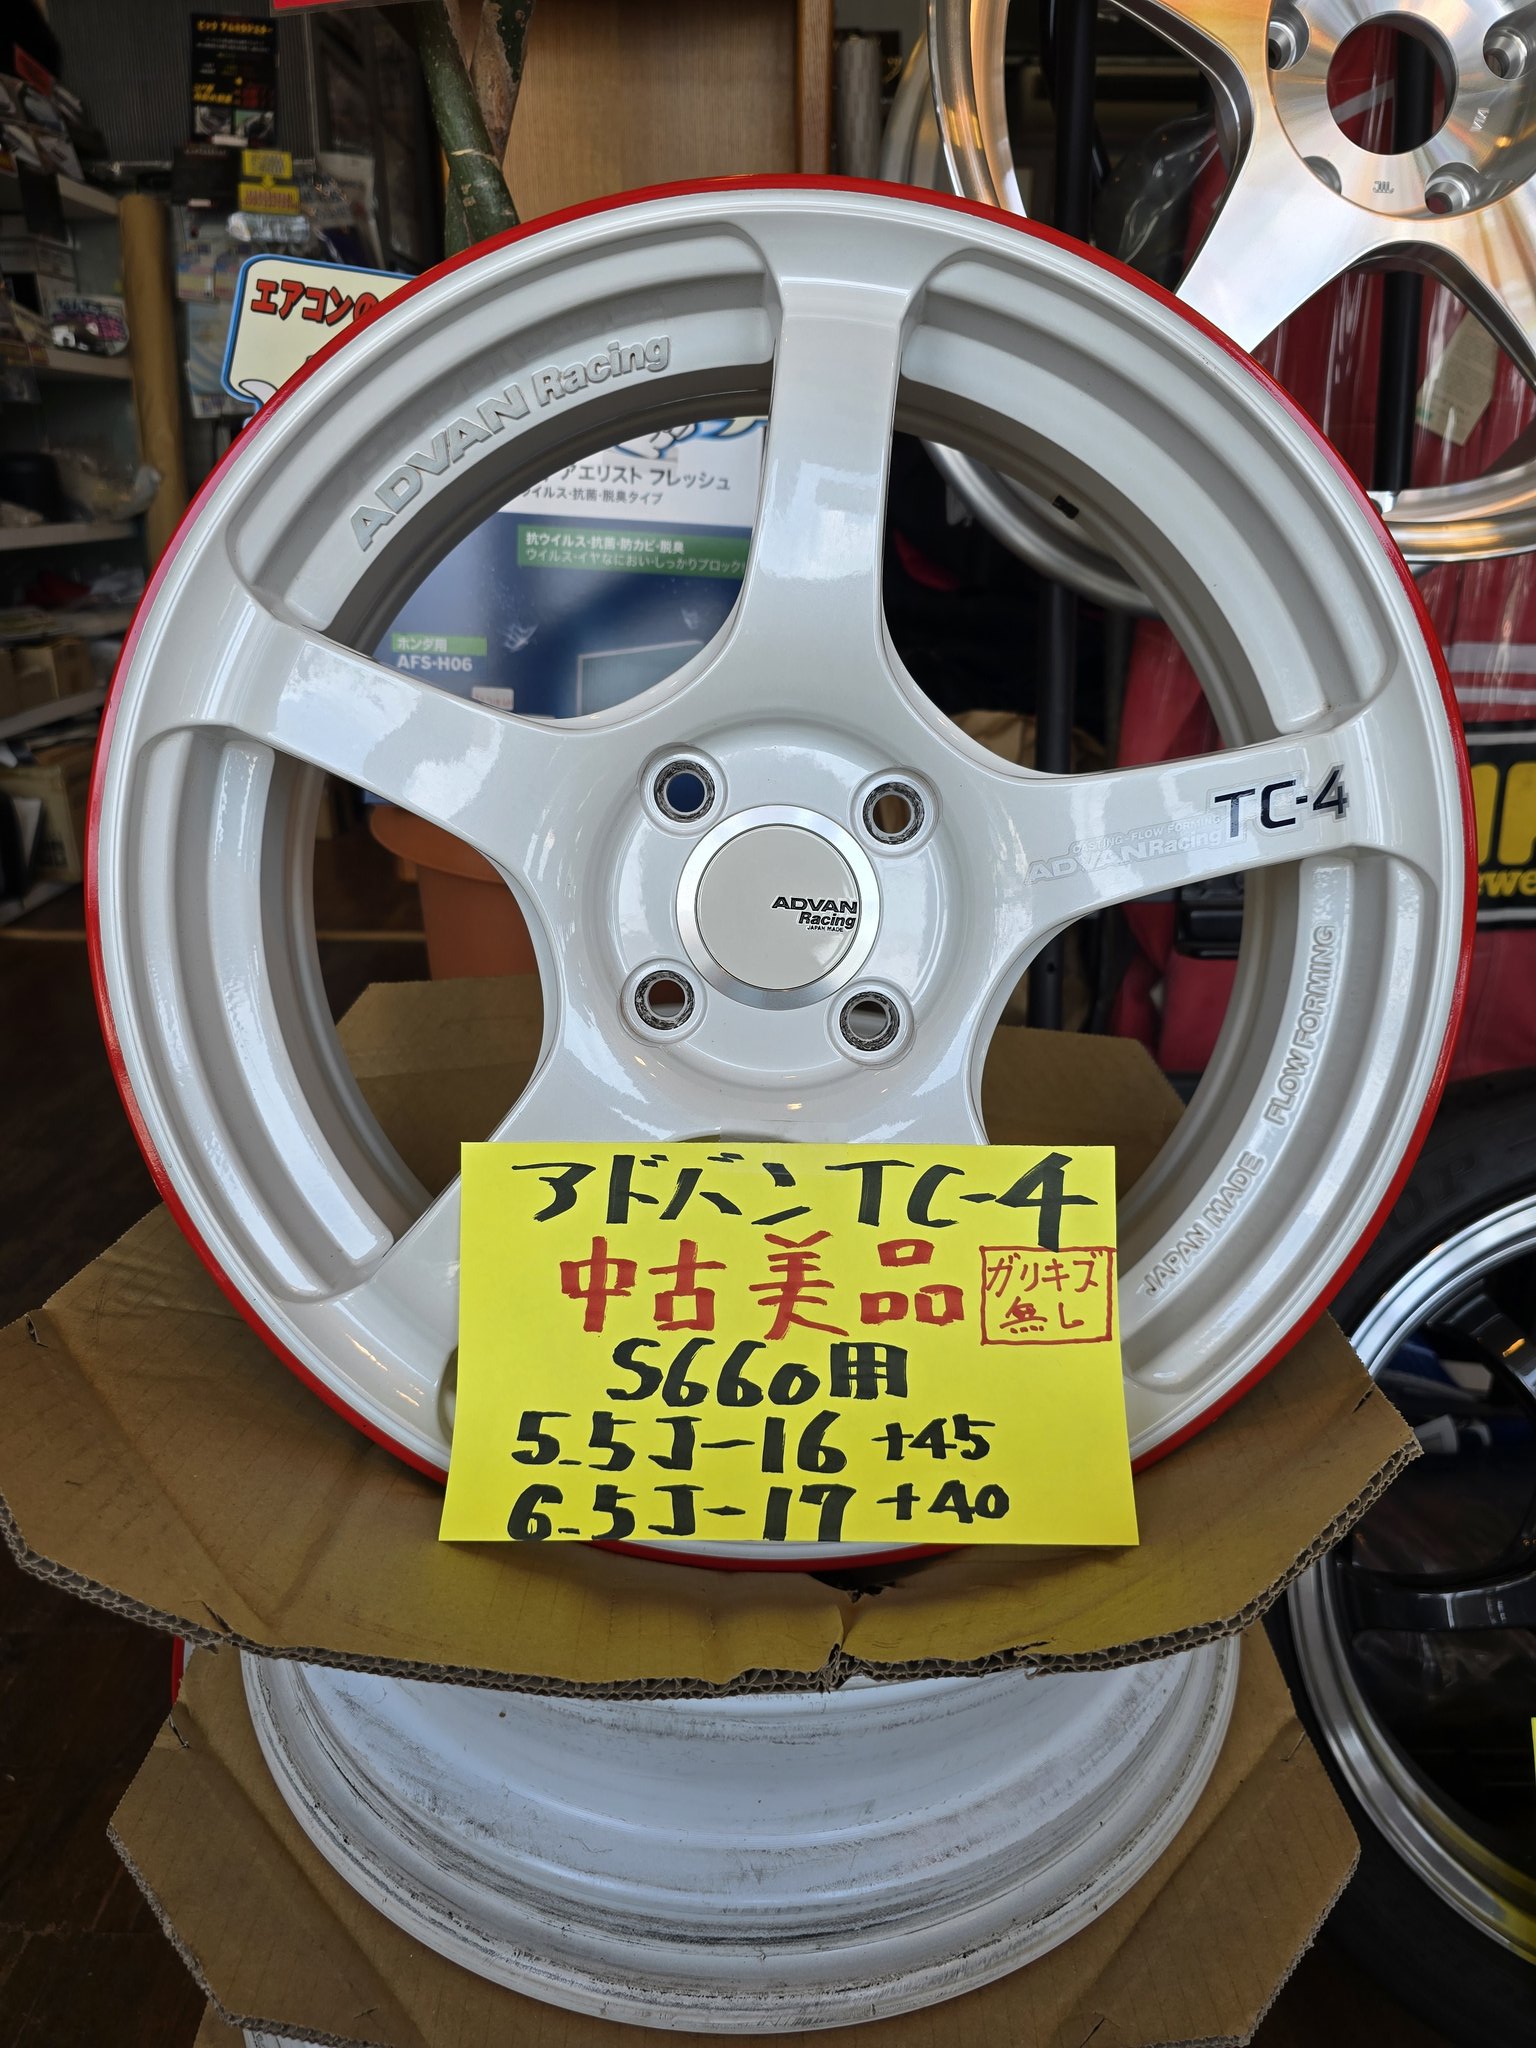 エアコンの
ADVAN Racing
アエリスト フレッシュ
ウイルス・抗菌・脱臭タイプ
抗ウイルス・抗菌・防カビ・脱臭
ウイルス・イヤなにおい・しっかりブロック
ホンダ用
AFS-H06
VIA
JWL
TC-4
CASTING-FLOW FORMING
ADVAN Racing
ADVAN
Racing
JAPAN MADE
JAPAN MADE FLOW FORMING
アドバンTC-4
中古美品
ガリキズ
無し
S660用
5.5J-16 +45
6.5J-17 +40